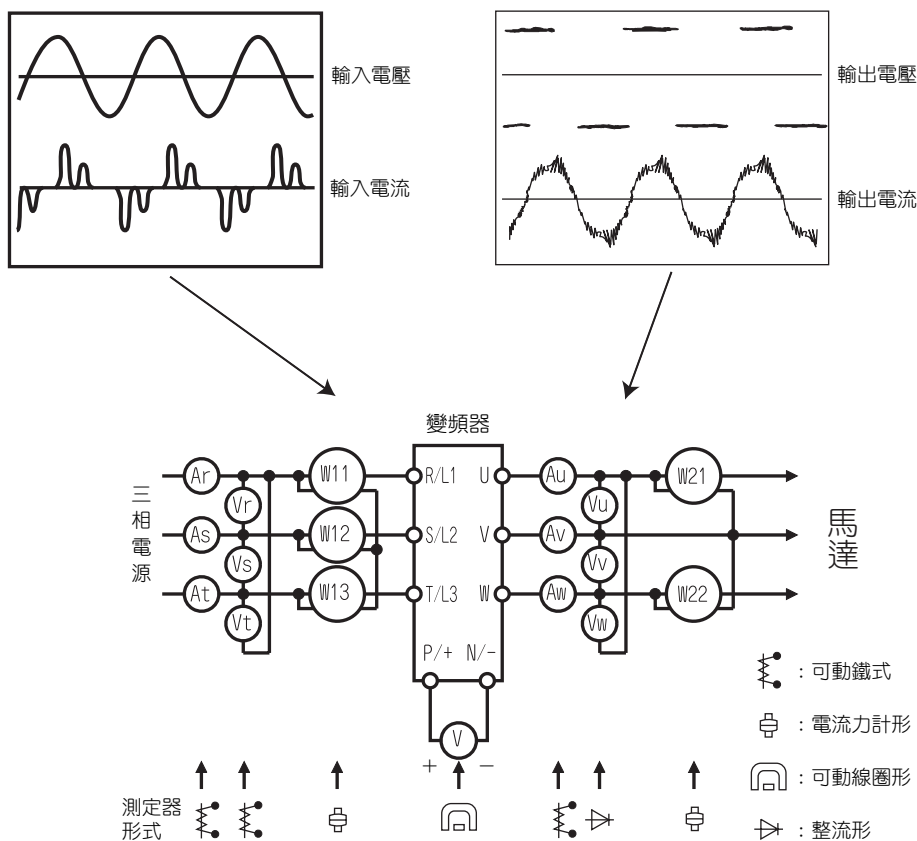 輸入電壓
輸入電流
輸出電壓
輸出電流
變頻器
三相電源
Ar
As
At
Vr
Vs
Vt
W11
W12
W13
R/L1
S/L2
T/L3
U
V
W
P/+ N/-
V
+ −
Au
Av
Aw
Vu
Vv
Vw
W21
W22
馬達
測定器
形式
：可動鐵式
：電流力計形
：可動線圈形
：整流形